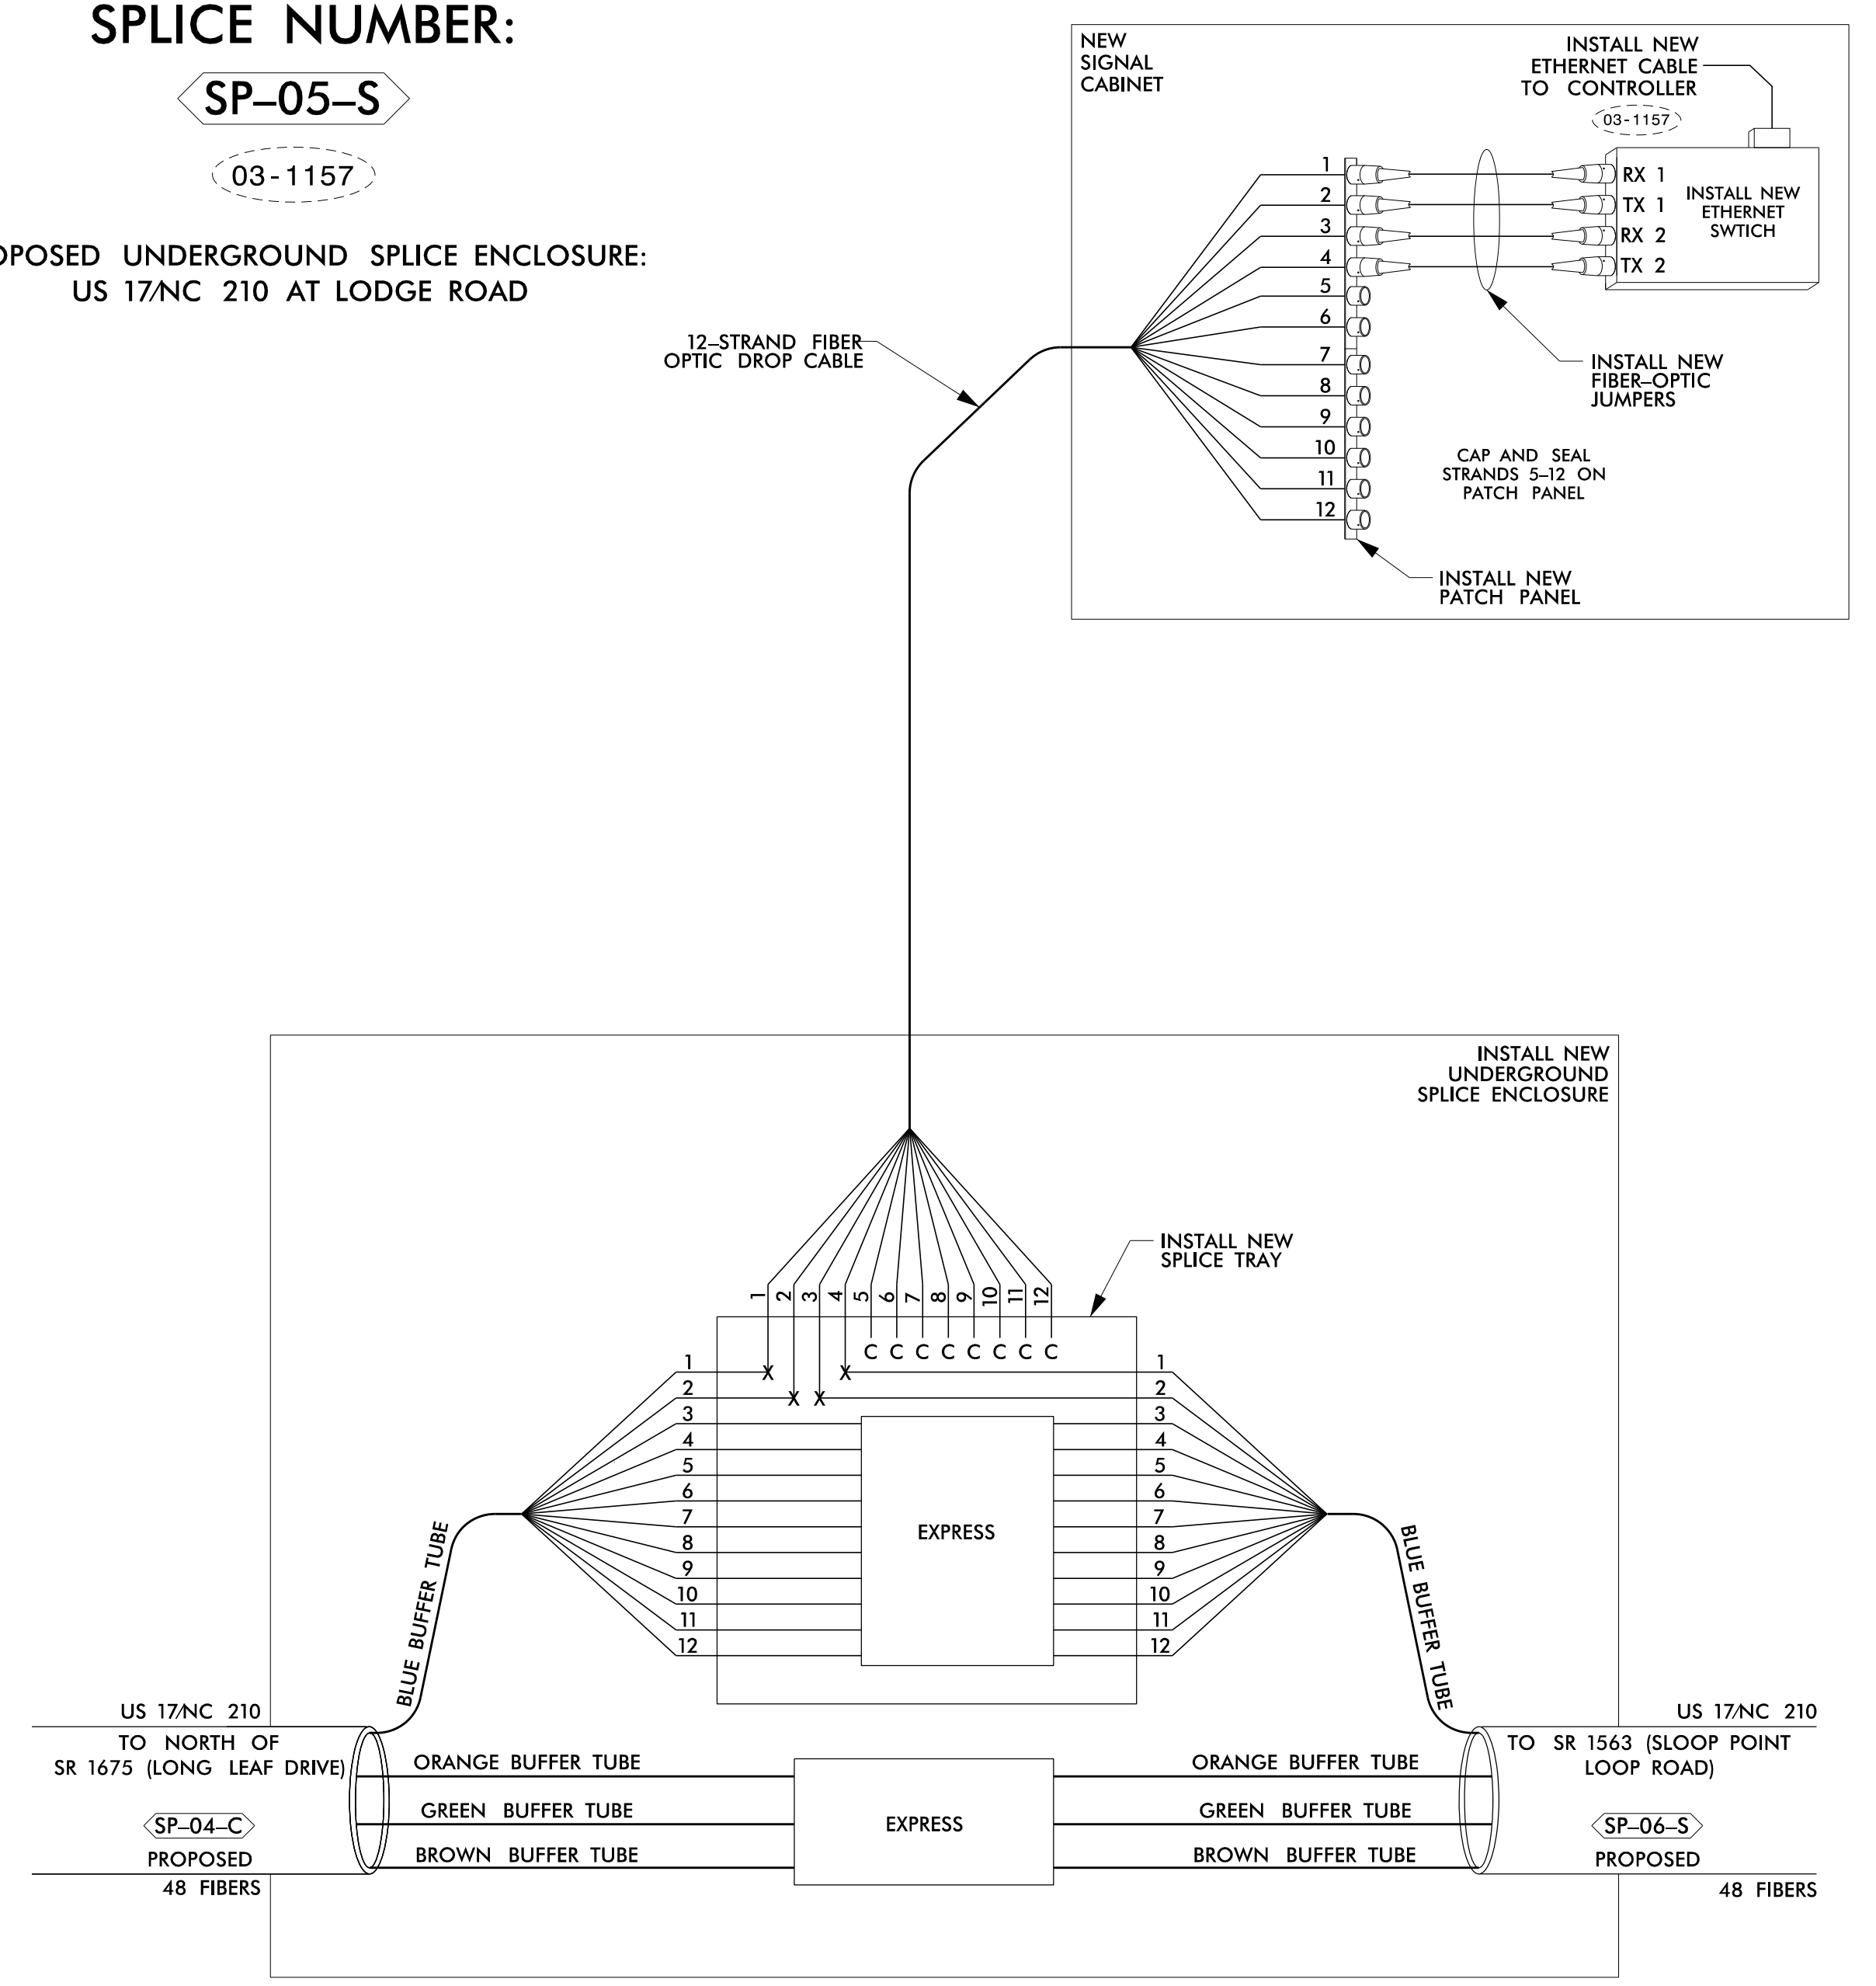 SPLICE NUMBER:
SP-05-S
03-1157
OPOSED UNDERGROUND SPLICE ENCLOSURE:
US 17/NC 210 AT LODGE ROAD
NEW
SIGNAL
CABINET
INSTALL NEW
ETHERNET CABLE
TO CONTROLLER
03-1157
1
2
3
4
5
6
7
8
9
10
11
12
RX 1
TX 1
RX 2
TX 2
INSTALL NEW
ETHERNET
SWTICH
12-STRAND FIBER
OPTIC DROP CABLE
INSTALL NEW
FIBER-OPTIC
JUMPERS
CAP AND SEAL
STRANDS 5-12 ON
PATCH PANEL
INSTALL NEW
PATCH PANEL
INSTALL NEW
UNDERGROUND
SPLICE ENCLOSURE
INSTALL NEW
SPLICE TRAY
1 2 3 4 5 6 7 8 9 10 11 12
C C C C C C C C
X X
X X
1
2
3
4
5
6
7
8
9
10
11
12
EXPRESS
1
2
3
4
5
6
7
8
9
10
11
12
BLUE BUFFER TUBE
BLUE BUFFER TUBE
US 17/NC 210
TO NORTH OF
SR 1675 (LONG LEAF DRIVE)
SP-04-C
PROPOSED
48 FIBERS
ORANGE BUFFER TUBE
GREEN BUFFER TUBE
BROWN BUFFER TUBE
EXPRESS
ORANGE BUFFER TUBE
GREEN BUFFER TUBE
BROWN BUFFER TUBE
US 17/NC 210
TO SR 1563 (SLOOP POINT
LOOP ROAD)
SP-06-S
PROPOSED
48 FIBERS